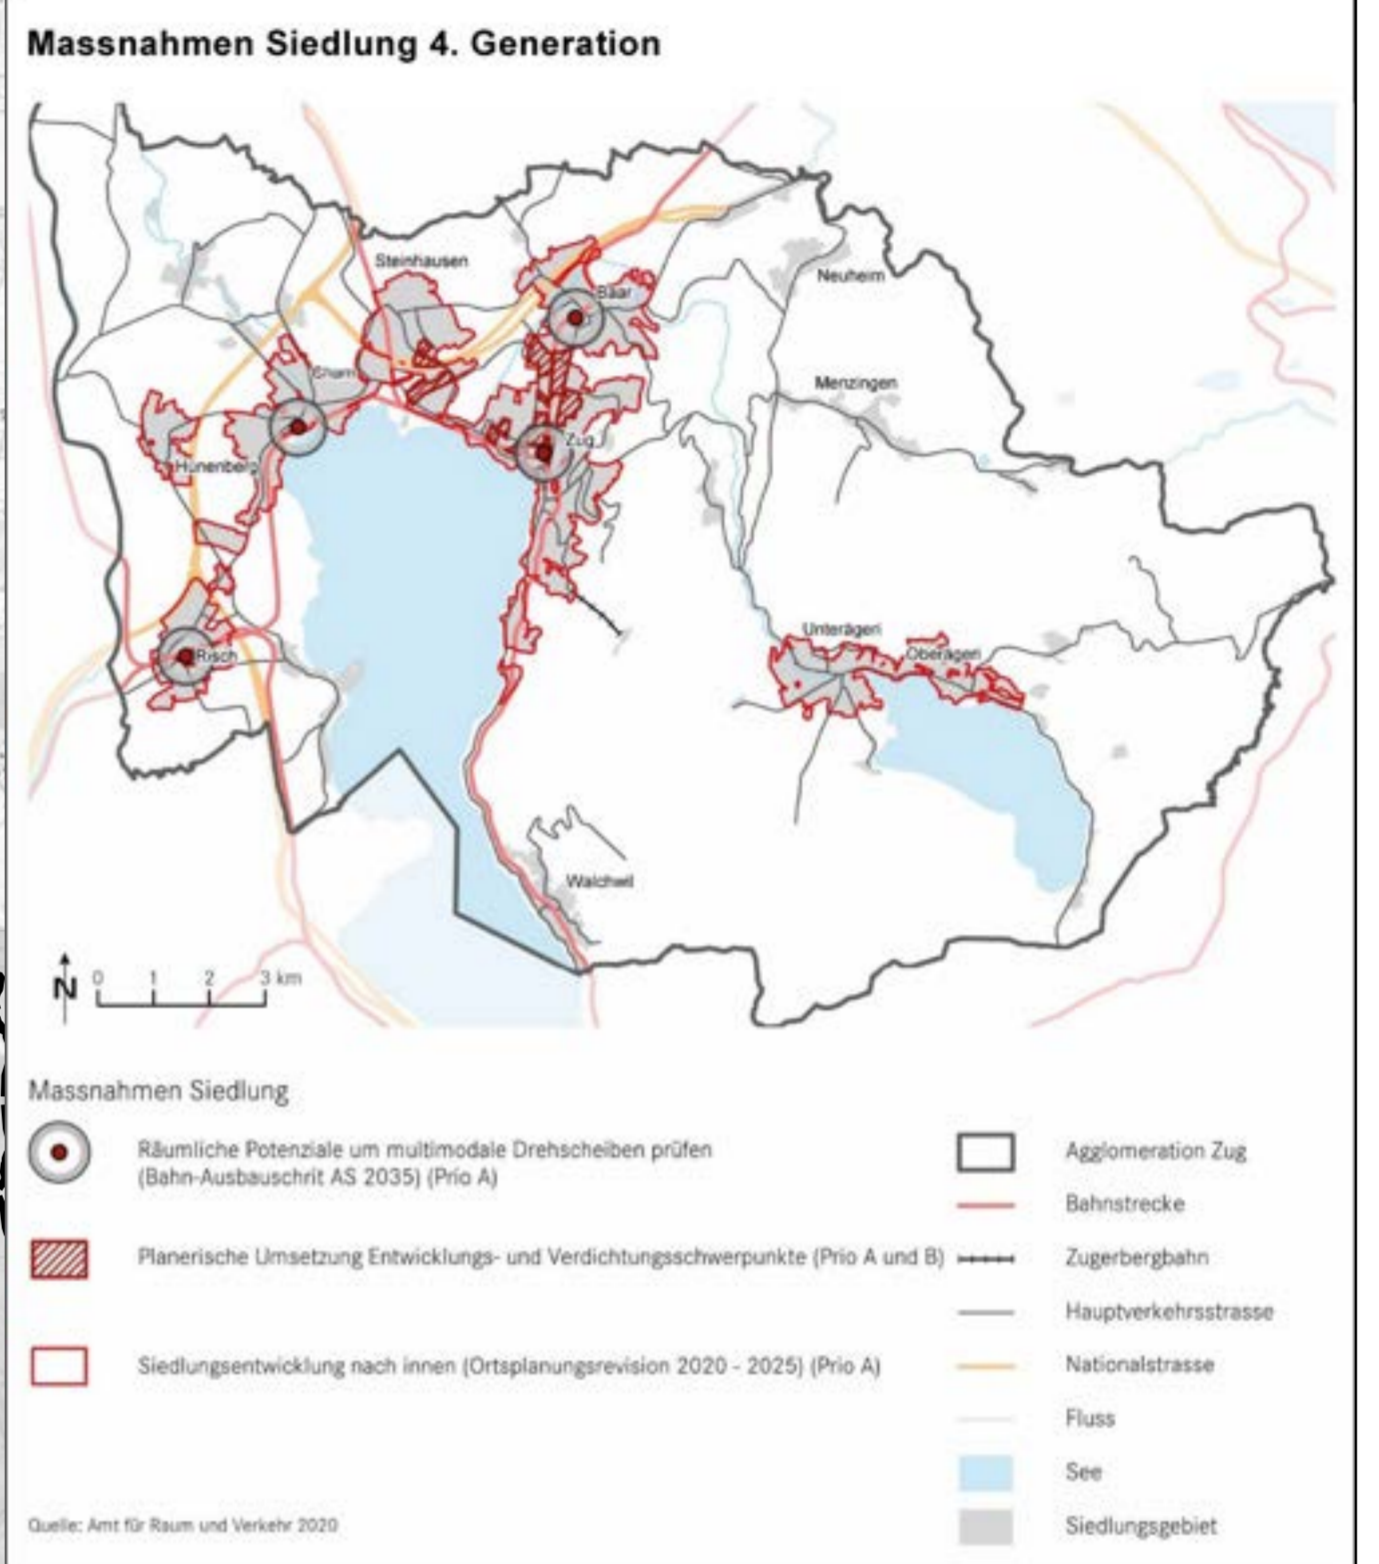 Massnahmen Siedlung 4. Generation
Steinhausen
Baar
Neuheim
Cham
Menzingen
Zug
Hünenberg
Unterägeri
Oberägeri
Risch
Walchwil
N
0 1 2 3 km
Massnahmen Siedlung
Räumliche Potenziale um multimodale Drehscheiben prüfen
(Bahn-Ausbauschrit AS 2035) (Prio A)
Planerische Umsetzung Entwicklungs- und Verdichtungsschwerpunkte (Prio A und B)
Siedlungsentwicklung nach innen (Ortsplanungsrevision 2020 - 2025) (Prio A)
Agglomeration Zug
Bahnstrecke
Zugerbergbahn
Hauptverkehrsstrasse
Nationalstrasse
Fluss
See
Siedlungsgebiet
Quelle: Amt für Raum und Verkehr 2020